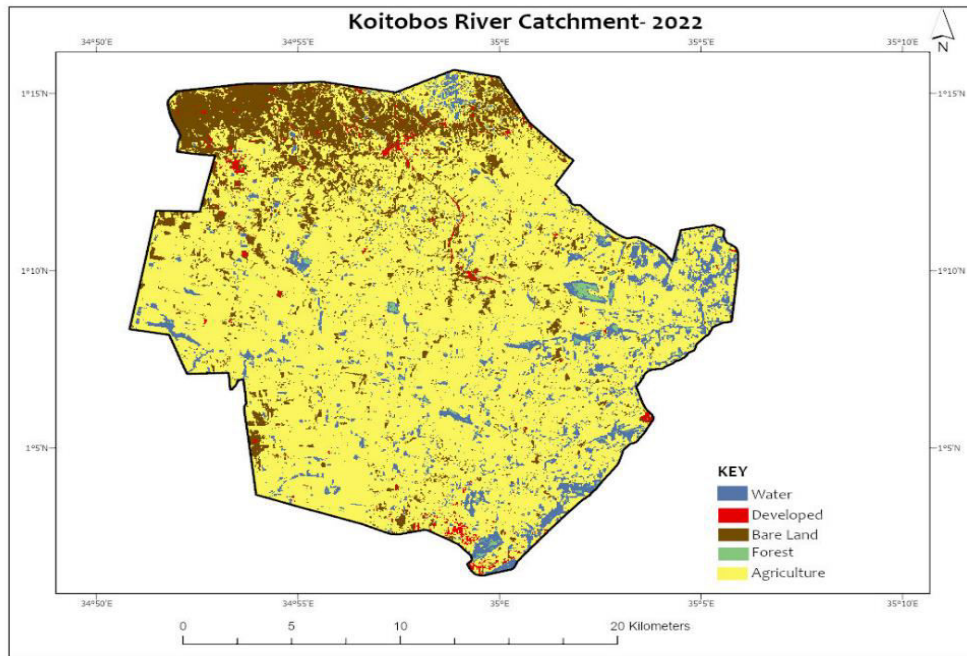 Koitobos River Catchment- 2022
N
34°50'E 34°55'E 35°E 35°5'E 35°10'E
1°15'N 1°15'N
1°10'N 1°10'N
1°5'N 1°5'N
KEY
Water
Developed
Bare Land
Forest
Agriculture
34°50'E 34°55'E 35°E 35°5'E 35°10'E
0 5 10 20 Kilometers